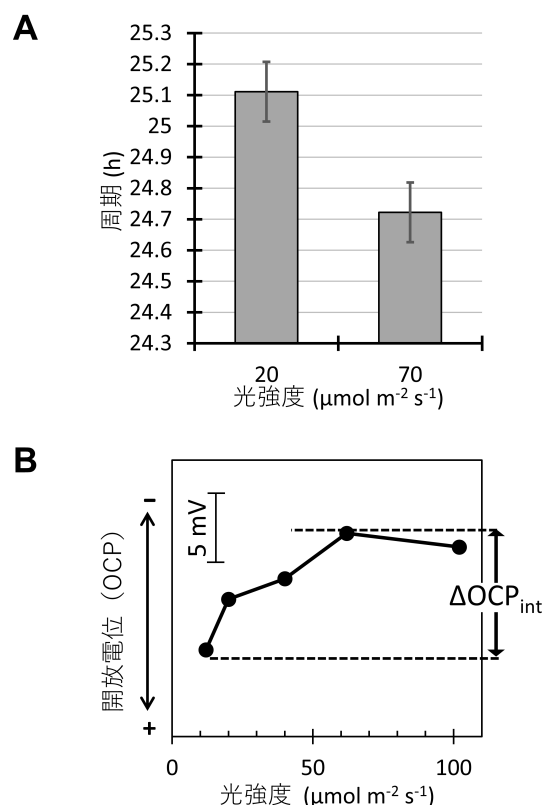 A
25.3
25.2
25.1
25
24.9
24.8
24.7
24.6
24.5
24.4
24.3
周期 (h)
20
70
光強度 (μmol m-2 s-1)
B
−
5 mV
開放電位（OCP）
ΔOCPint
+
0
50
100
光強度 (μmol m-2 s-1)